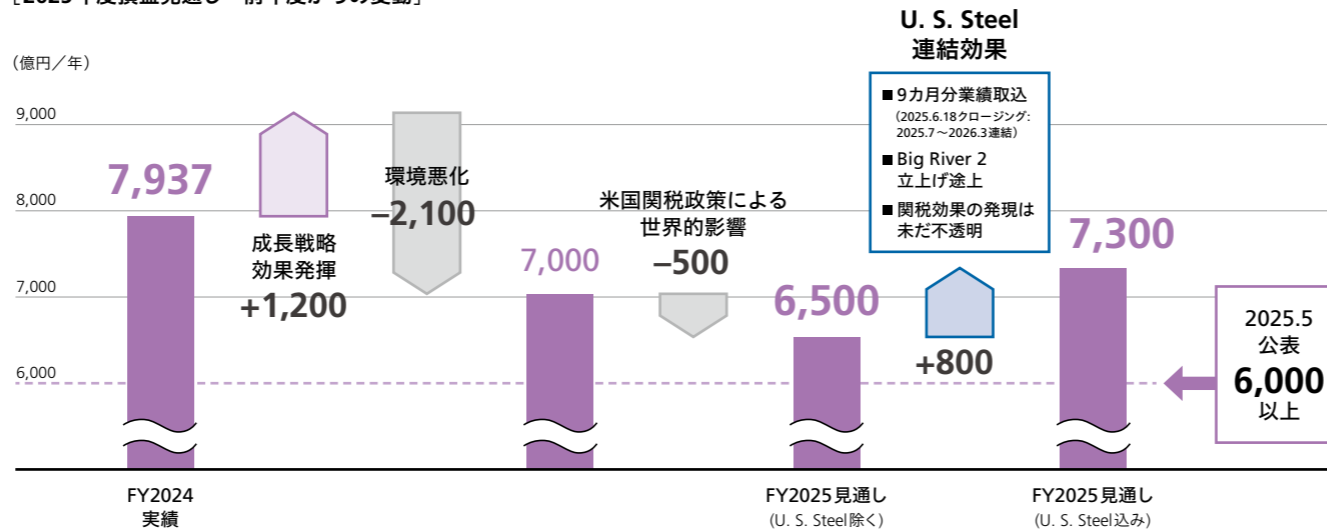 (億円／年)
9,000
8,000
7,000
6,000
7,937
成長戦略
効果発揮
+1,200
環境悪化
−2,100
7,000
米国関税政策による
世界的影響
−500
6,500
U. S. Steel
連結効果
■ 9カ月分業績取込
(2025.6.18クロージング:
2025.7～2026.3連結)
■ Big River 2
立上げ途上
■ 関税効果の発現は
未だ不透明
+800
7,300
2025.5
公表
6,000
以上
FY2024
実績
FY2025見通し
(U. S. Steel除く)
FY2025見通し
(U. S. Steel込み)